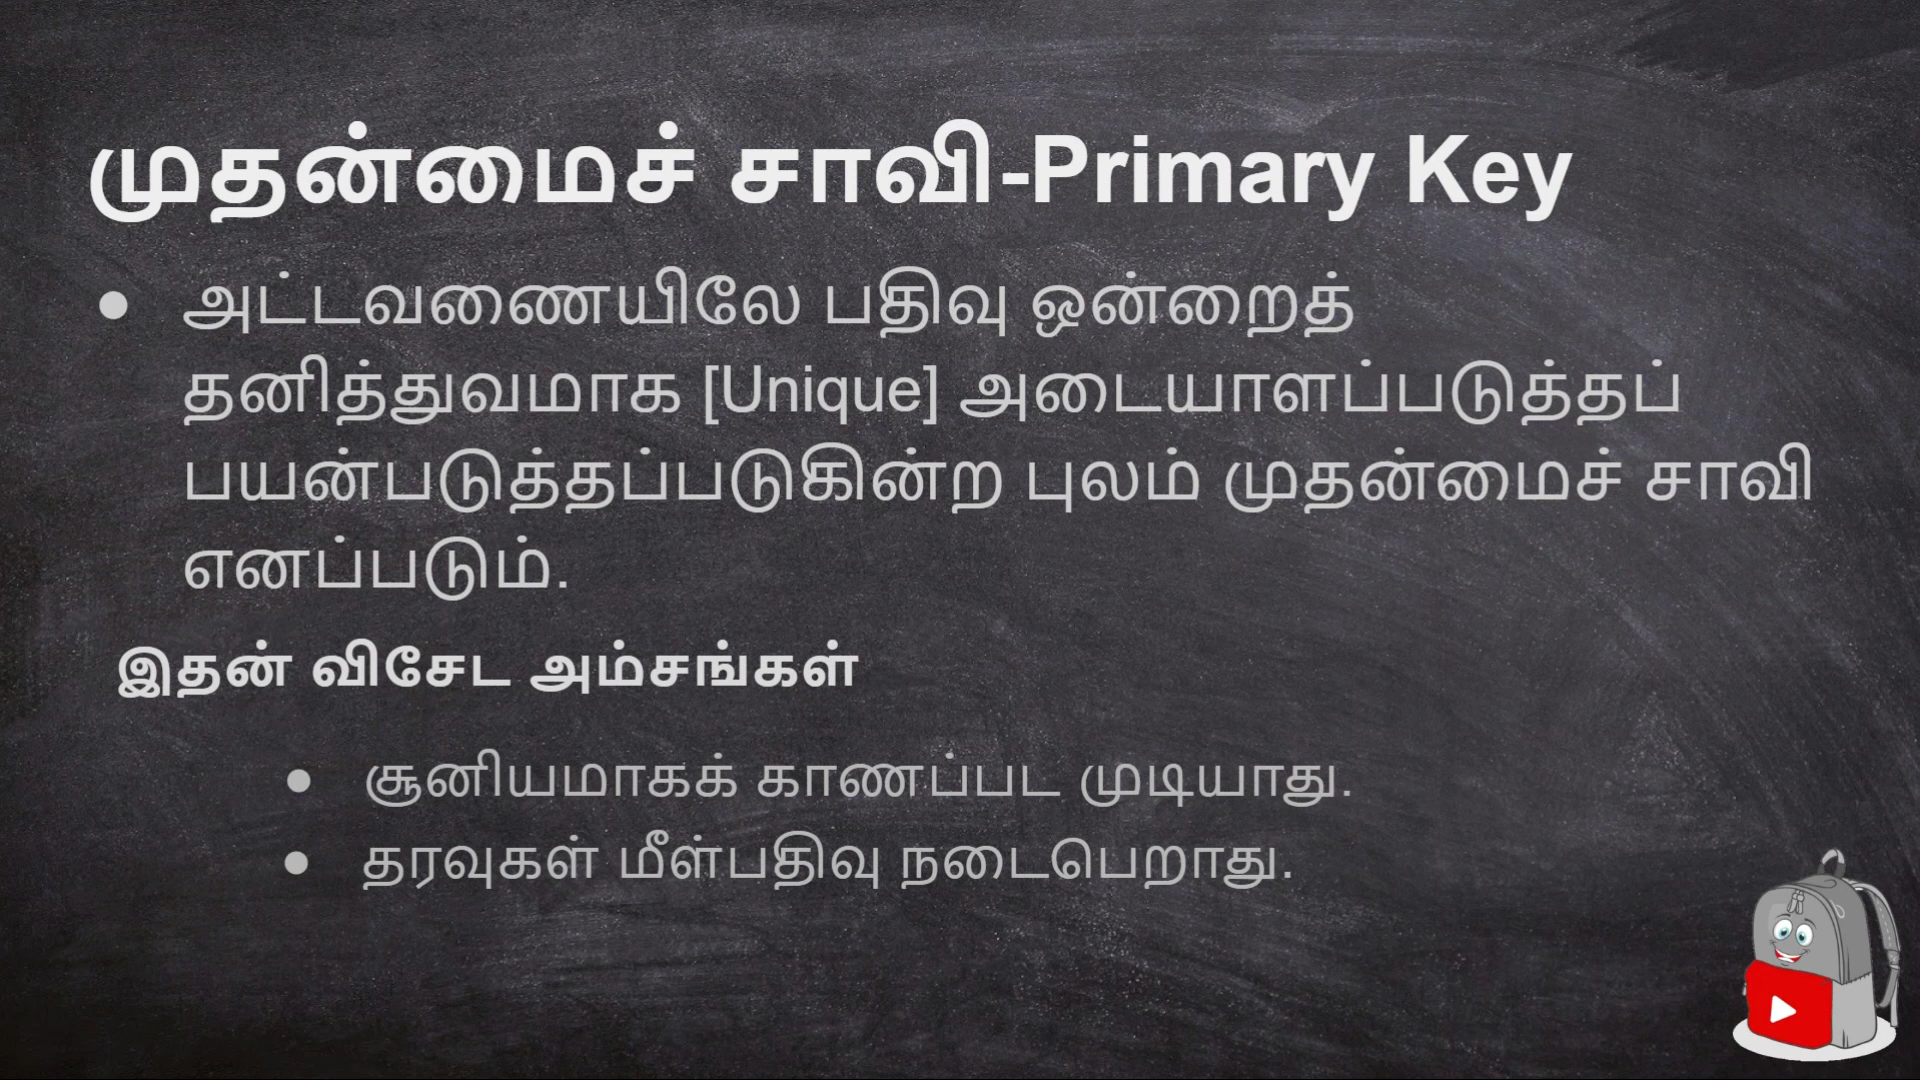 முதன்மைச் சாவி-Primary Key
● அட்டவணையிலே பதிவு ஒன்றைத்
தனித்துவமாக [Unique] அடையாளப்படுத்தப்
பயன்படுத்தப்படுகின்ற புலம் முதன்மைச் சாவி
எனப்படும்.
இதன் விசேட அம்சங்கள்
● சூனியமாகக் காணப்பட முடியாது.
● தரவுகள் மீள்பதிவு நடைபெறாது.